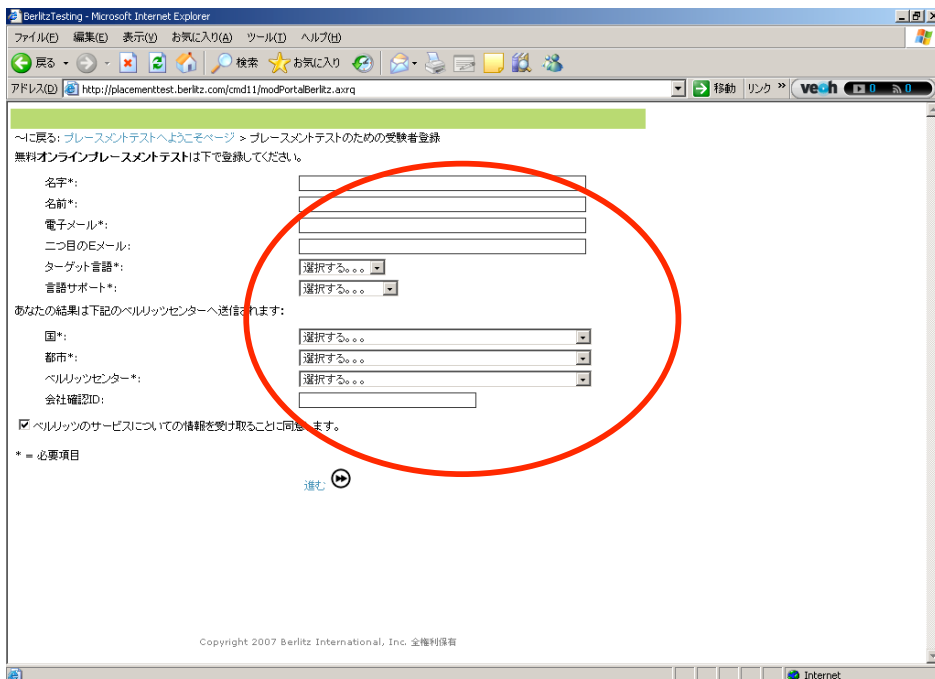 BerlitzTesting - Microsoft Internet Explorer
ファイル(F) 編集(E) 表示(V) お気に入り(A) ツール(T) ヘルプ(H)
戻る 検索 お気に入り
アドレス(D) http://placementtest.berlitz.com/cmd11/modPortalBerlitz.axrq 移動 リンク » veoh 0 0
～に戻る: プレースメントテストへようこそページ > プレースメントテストのための受験者登録
無料オンラインプレースメントテストは下で登録してください。
名字*:
名前*:
電子メール*:
二つ目のEメール:
ターゲット言語*: 選択する。。。
言語サポート*: 選択する。。。
あなたの結果は下記のベルリッツセンターへ送信されます:
国*: 選択する。。。
都市*: 選択する。。。
ベルリッツセンター*: 選択する。。。
会社確認ID:
ベルリッツのサービスについての情報を受け取ることに同意します。
* = 必要項目
進む
Copyright 2007 Berlitz International, Inc. 全権利保有
Internet